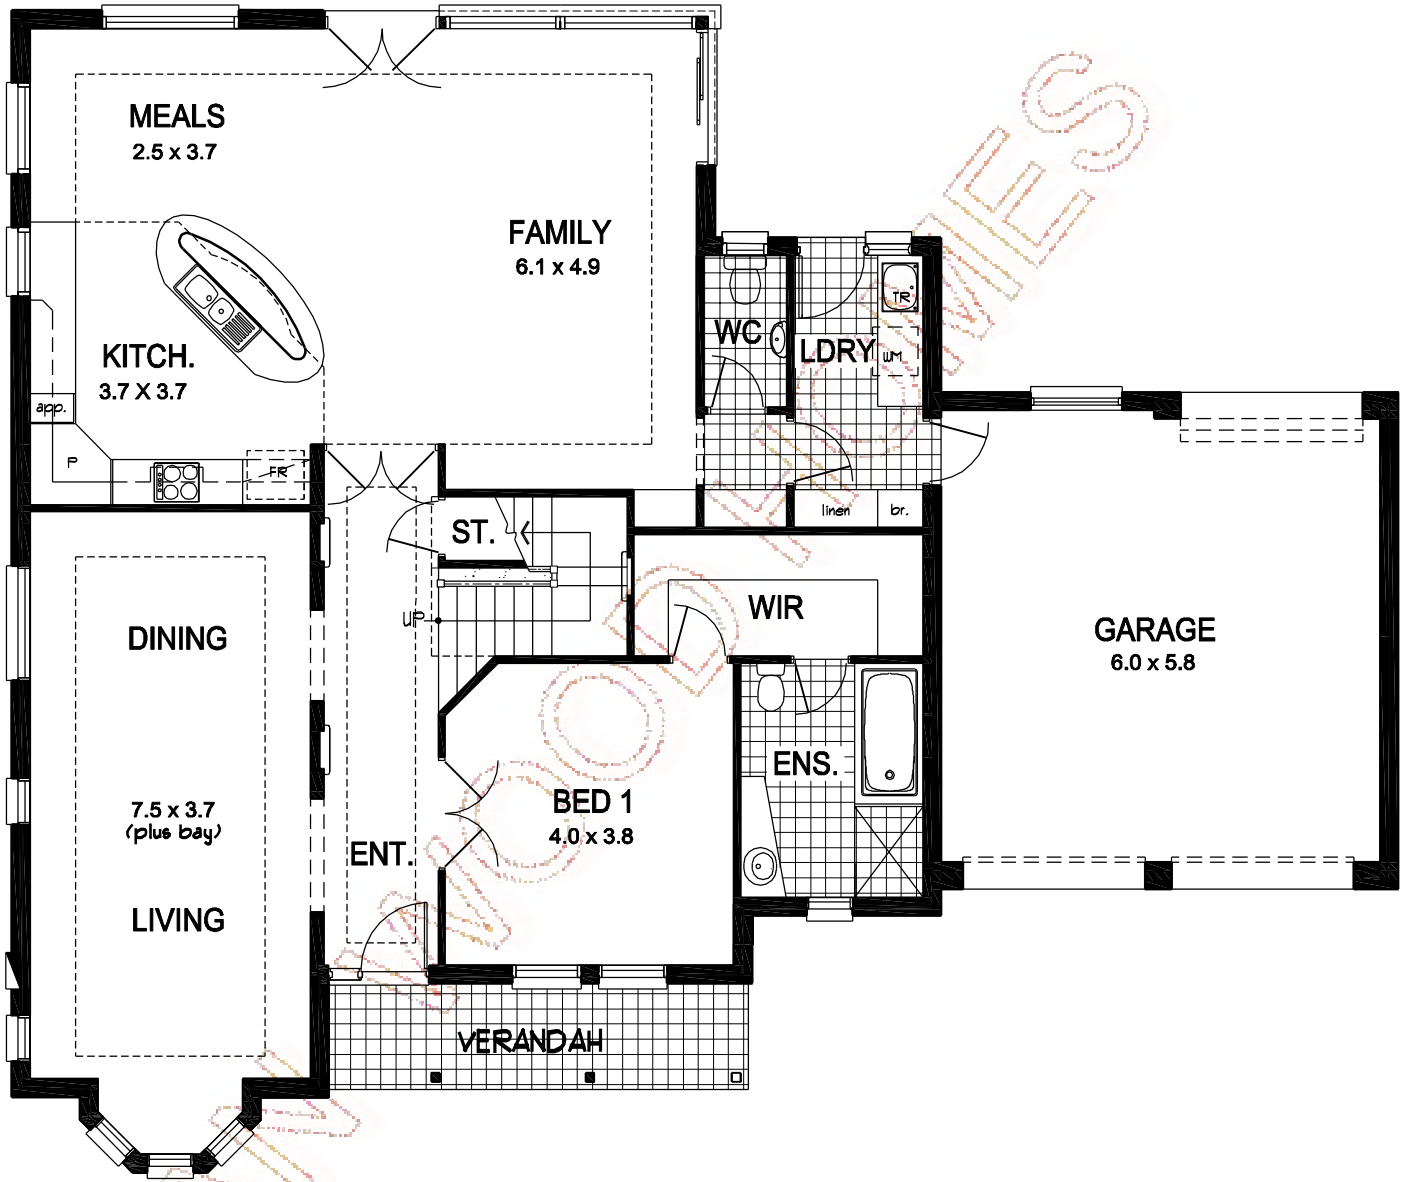 MEALS
2.5 x 3.7
FAMILY
6.1 x 4.9
KITCH.
3.7 X 3.7
app.
P
FR
WC
LDRY
TR
WM
linen
br.
ST.
UP
WIR
GARAGE
6.0 x 5.8
DINING
7.5 x 3.7
(plus bay)
LIVING
ENT.
BED 1
4.0 x 3.8
ENS.
VERANDAH
WOOD HOMES